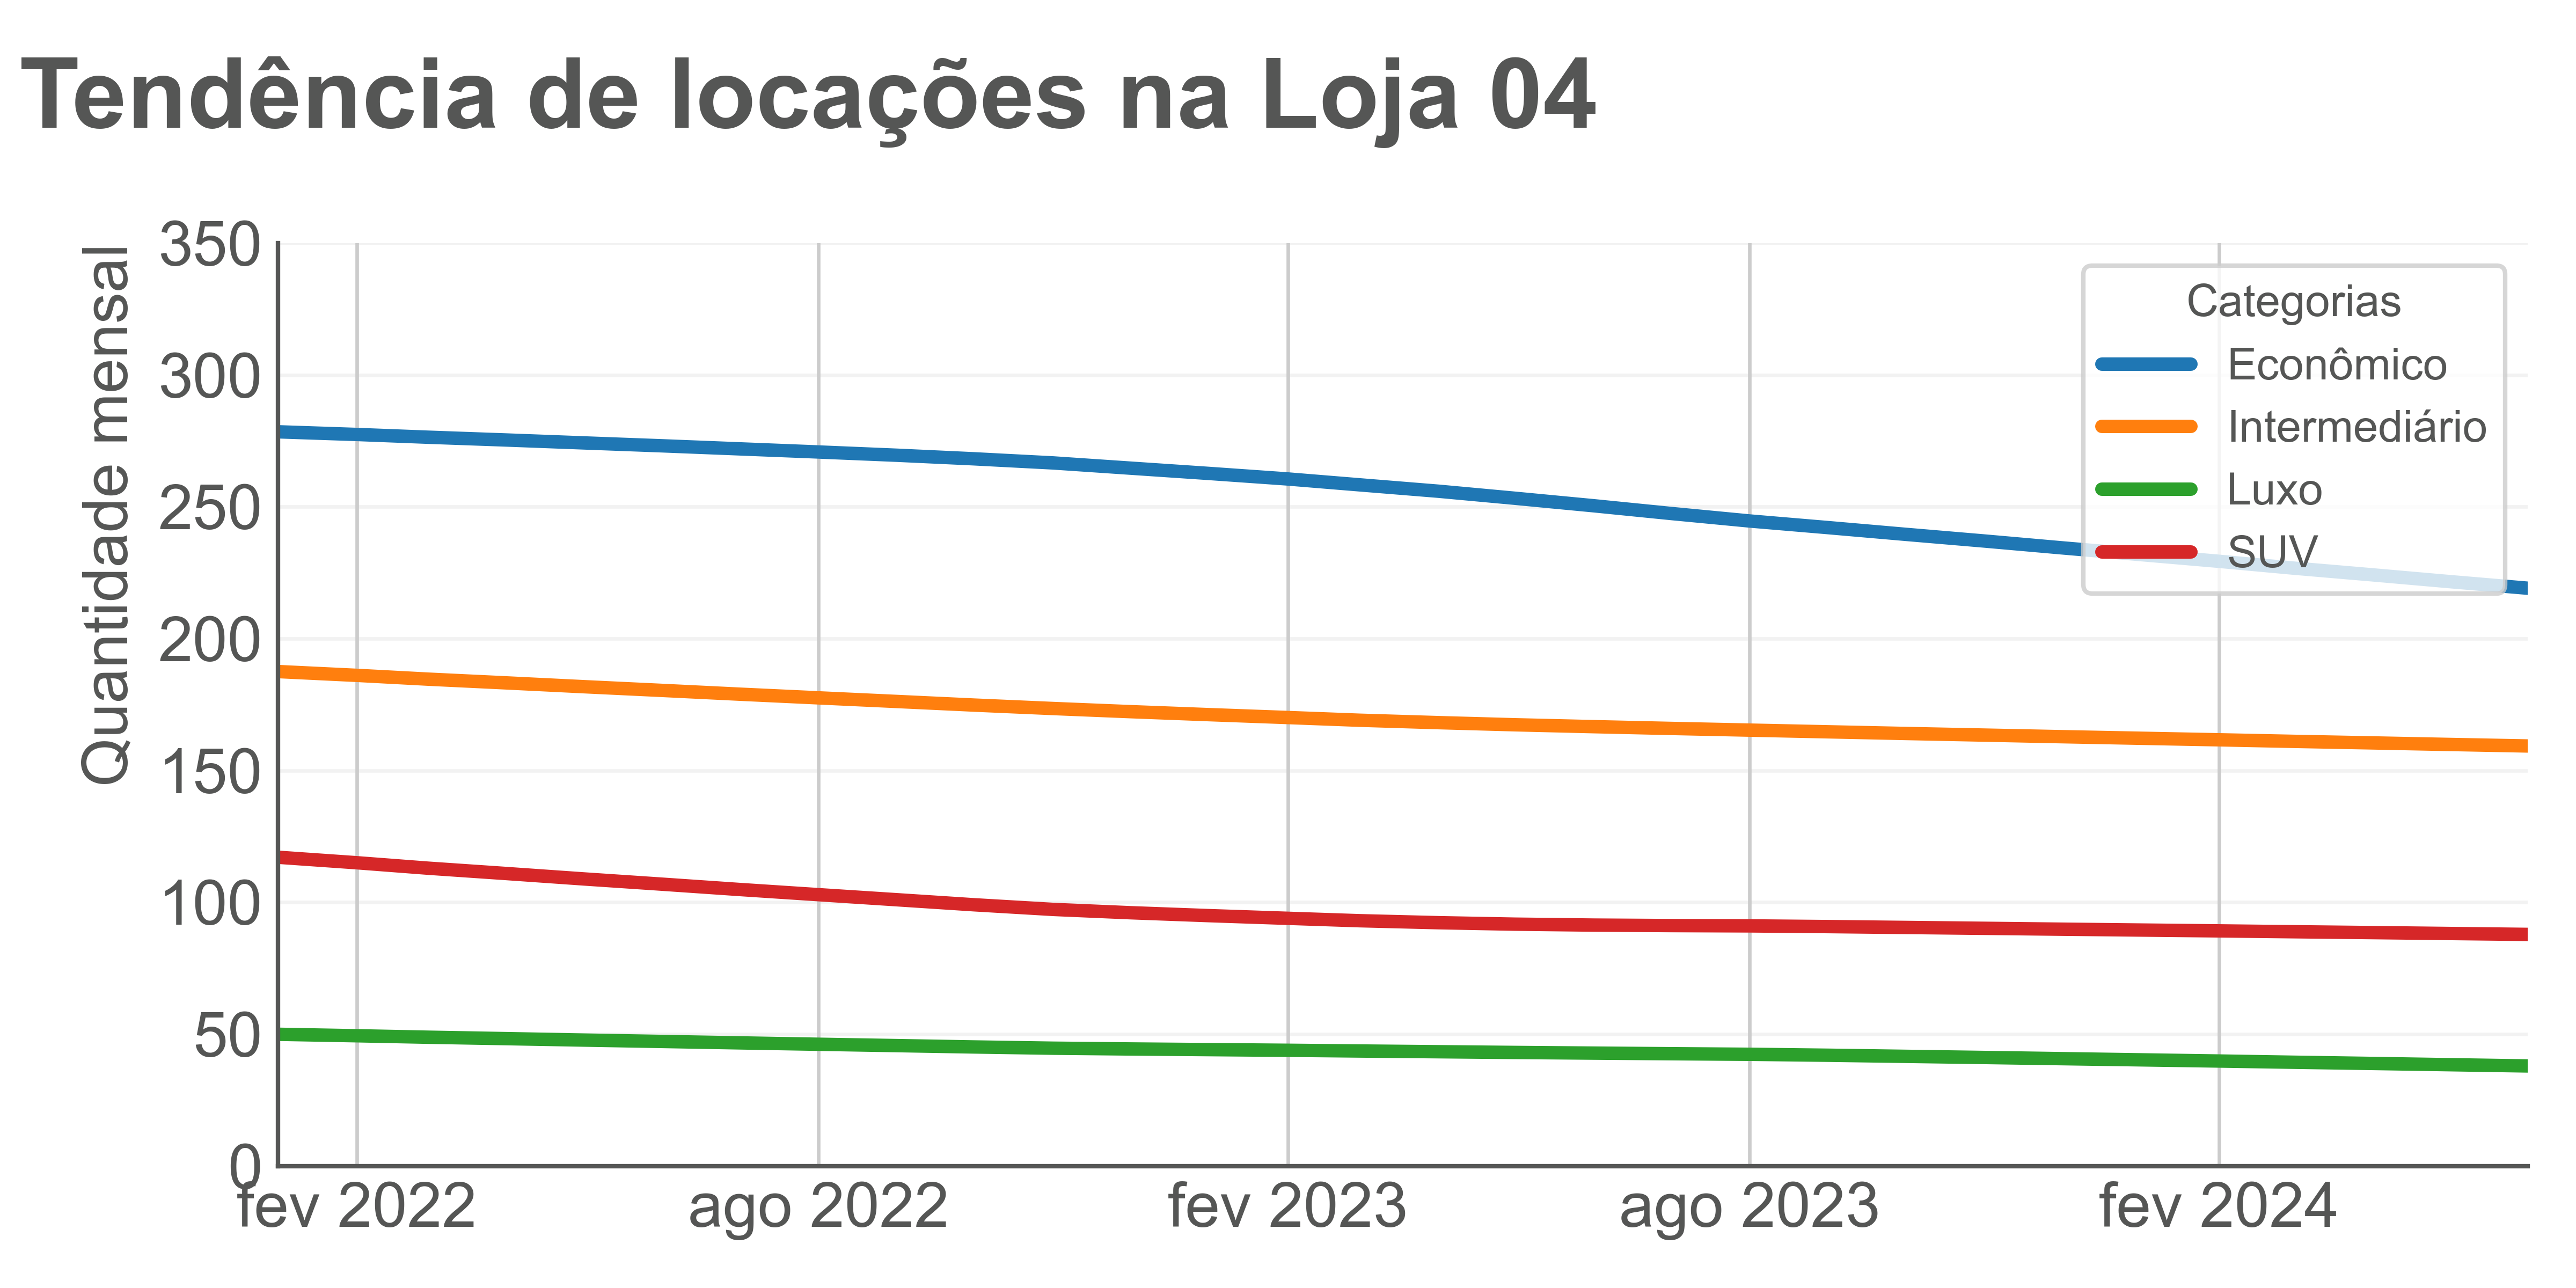 Tendência de locações na Loja 04
Quantidade mensal
350
300
250
200
150
100
50
0
fev 2022
ago 2022
fev 2023
ago 2023
fev 2024
Categorias
Econômico
Intermediário
Luxo
SUV